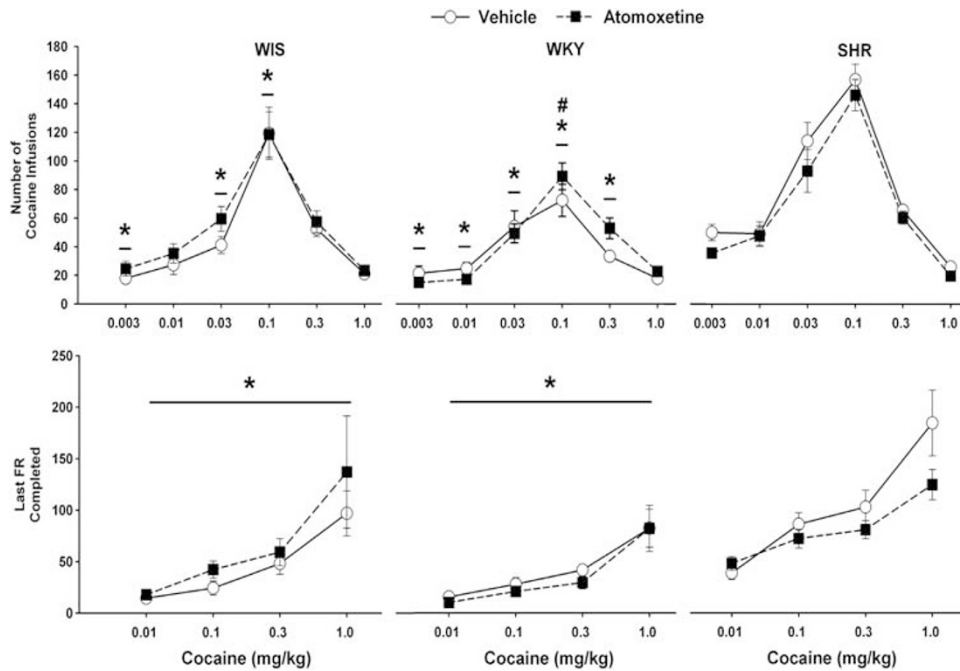 Vehicle Atomoxetine
WIS WKY SHR
Number of
Cocaine Infusions
180
160
140
120
100
80
60
40
20
0
* * *
* * # * *
0.003 0.01 0.03 0.1 0.3 1.0
0.003 0.01 0.03 0.1 0.3 1.0
0.003 0.01 0.03 0.1 0.3 1.0
Last FR
Completed
250
200
150
100
50
0
* *
0.01 0.1 0.3 1.0
0.01 0.1 0.3 1.0
0.01 0.1 0.3 1.0
Cocaine (mg/kg) Cocaine (mg/kg) Cocaine (mg/kg)